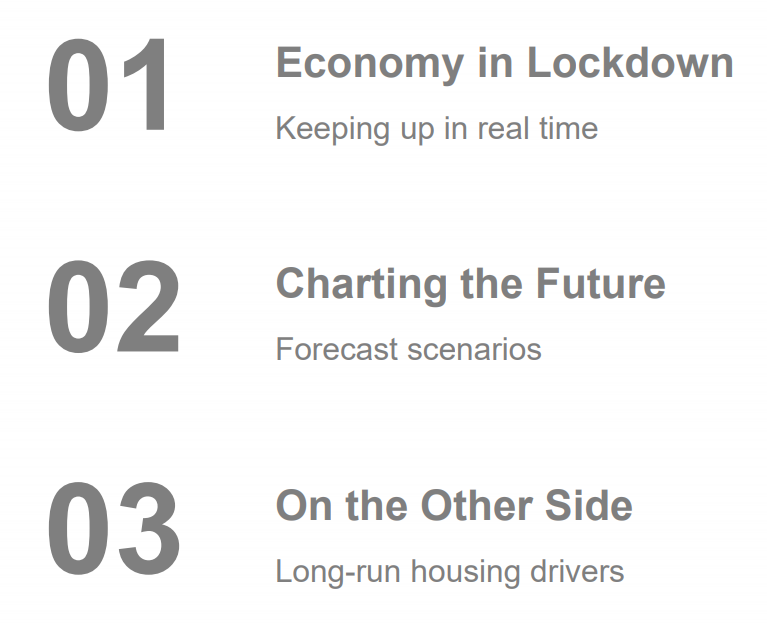 01
Economy in Lockdown
Keeping up in real time
02
Charting the Future
Forecast scenarios
03
On the Other Side
Long-run housing drivers